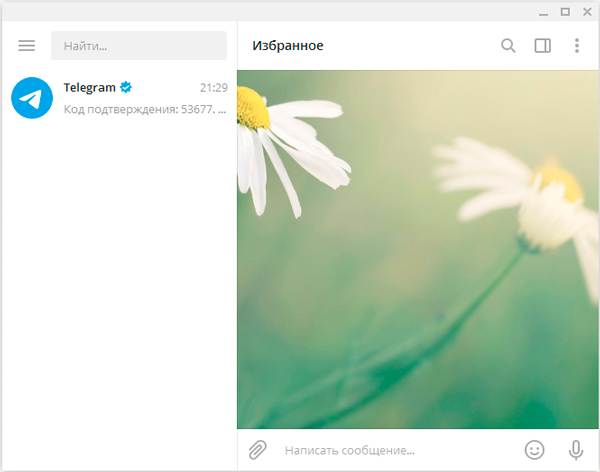 Найти...
Избранное
Telegram
21:29
Код подтверждения: 53677. ...
Написать сообщение...